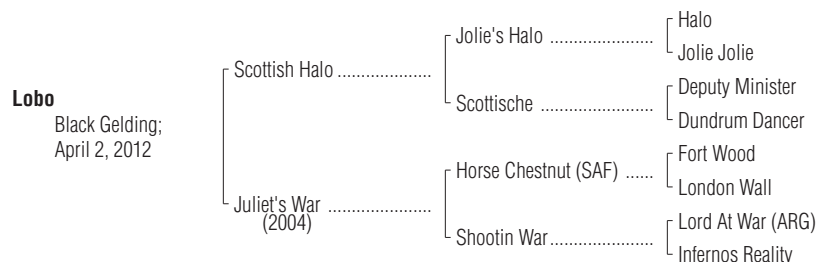 Lobo
Black Gelding;
April 2, 2012
Scottish Halo ....................
Juliet's War ......................
(2004)
Jolie's Halo ......................
Scottische .......................
Horse Chestnut (SAF) ......
Shootin War......................
Halo
Jolie Jolie
Deputy Minister
Dundrum Dancer
Fort Wood
London Wall
Lord At War (ARG)
Infernos Reality